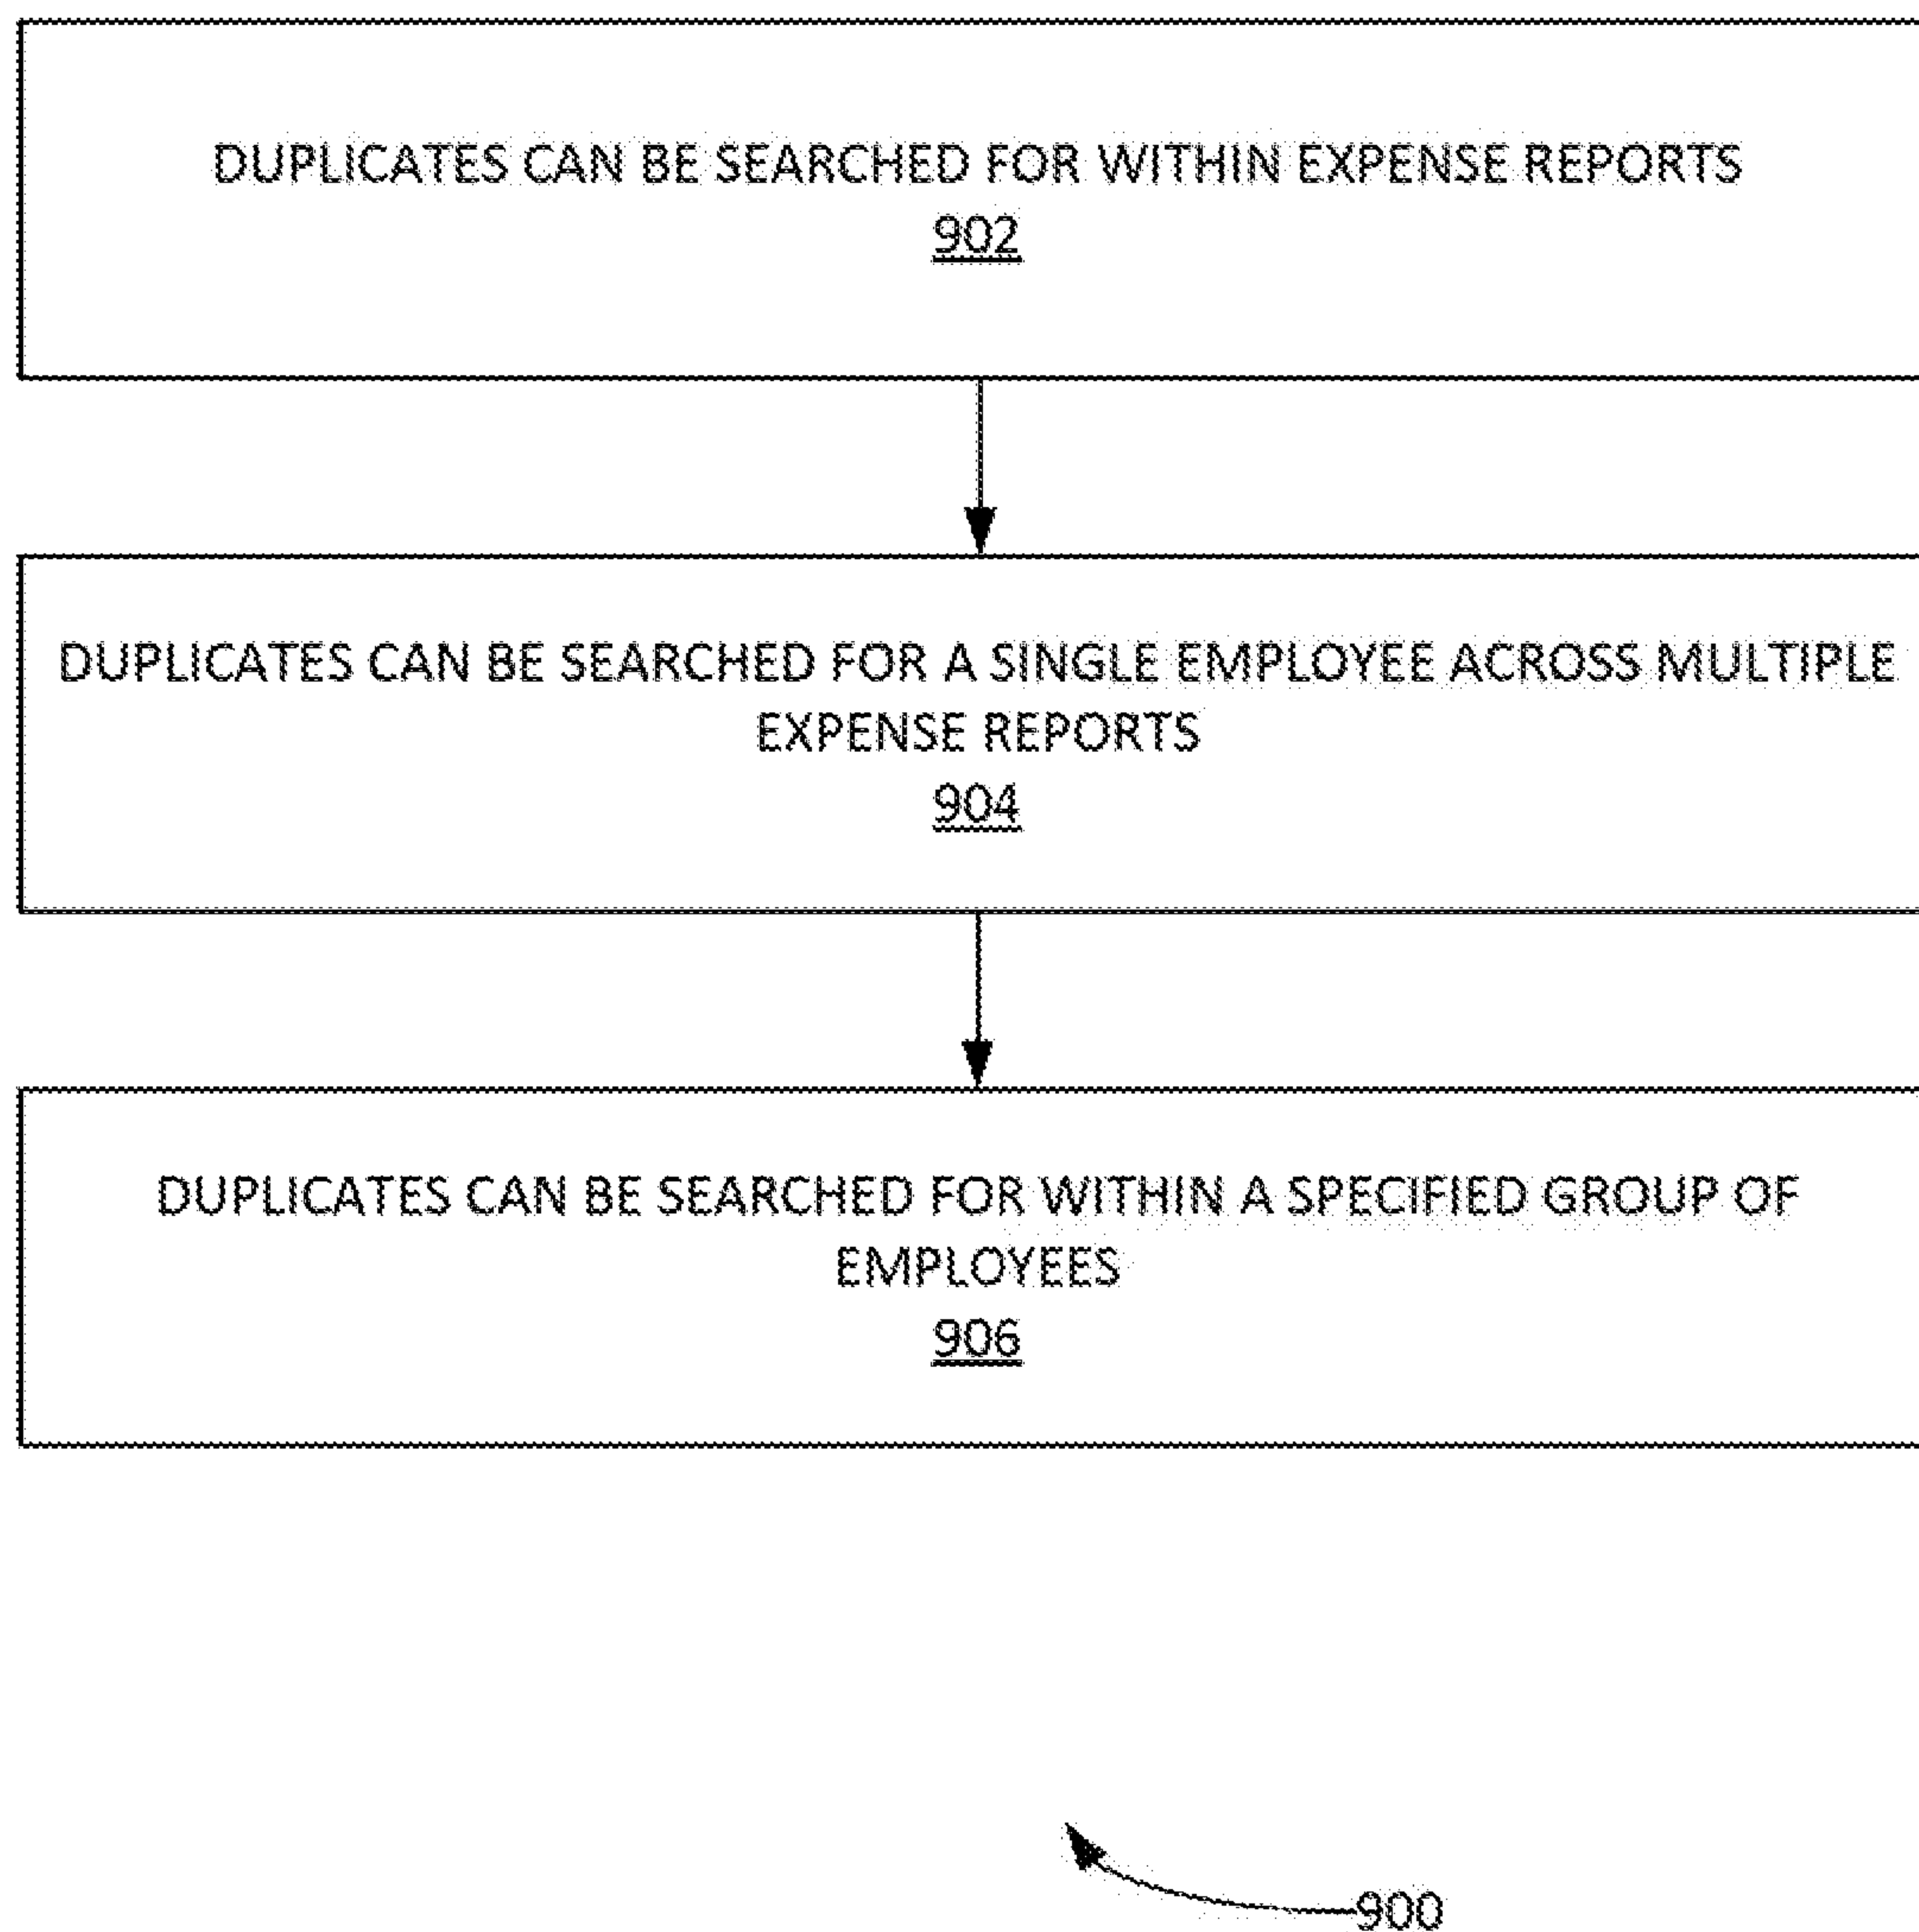 DUPLICATES CAN BE SEARCHED FOR WITHIN EXPENSE REPORTS
902
DUPLICATES CAN BE SEARCHED FOR A SINGLE EMPLOYEE ACROSS MULTIPLE
EXPENSE REPORTS
904
DUPLICATES CAN BE SEARCHED FOR WITHIN A SPECIFIED GROUP OF
EMPLOYEES
906
900